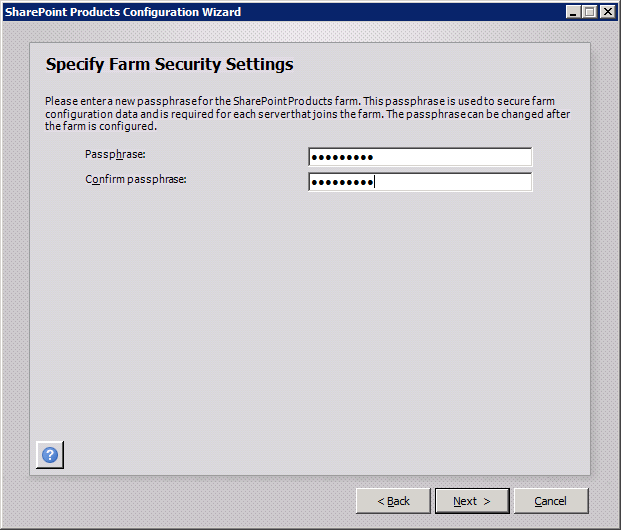 SharePoint Products Configuration Wizard
Specify Farm Security Settings
Please enter a new passphrase for the SharePoint Products farm. This passphrase is used to secure farm
configuration data and is required for each server that joins the farm. The passphrase can be changed after
the farm is configured.
Passphrase: ●●●●●●●●●
Confirm passphrase: ●●●●●●●●●
?
< Back Next > Cancel